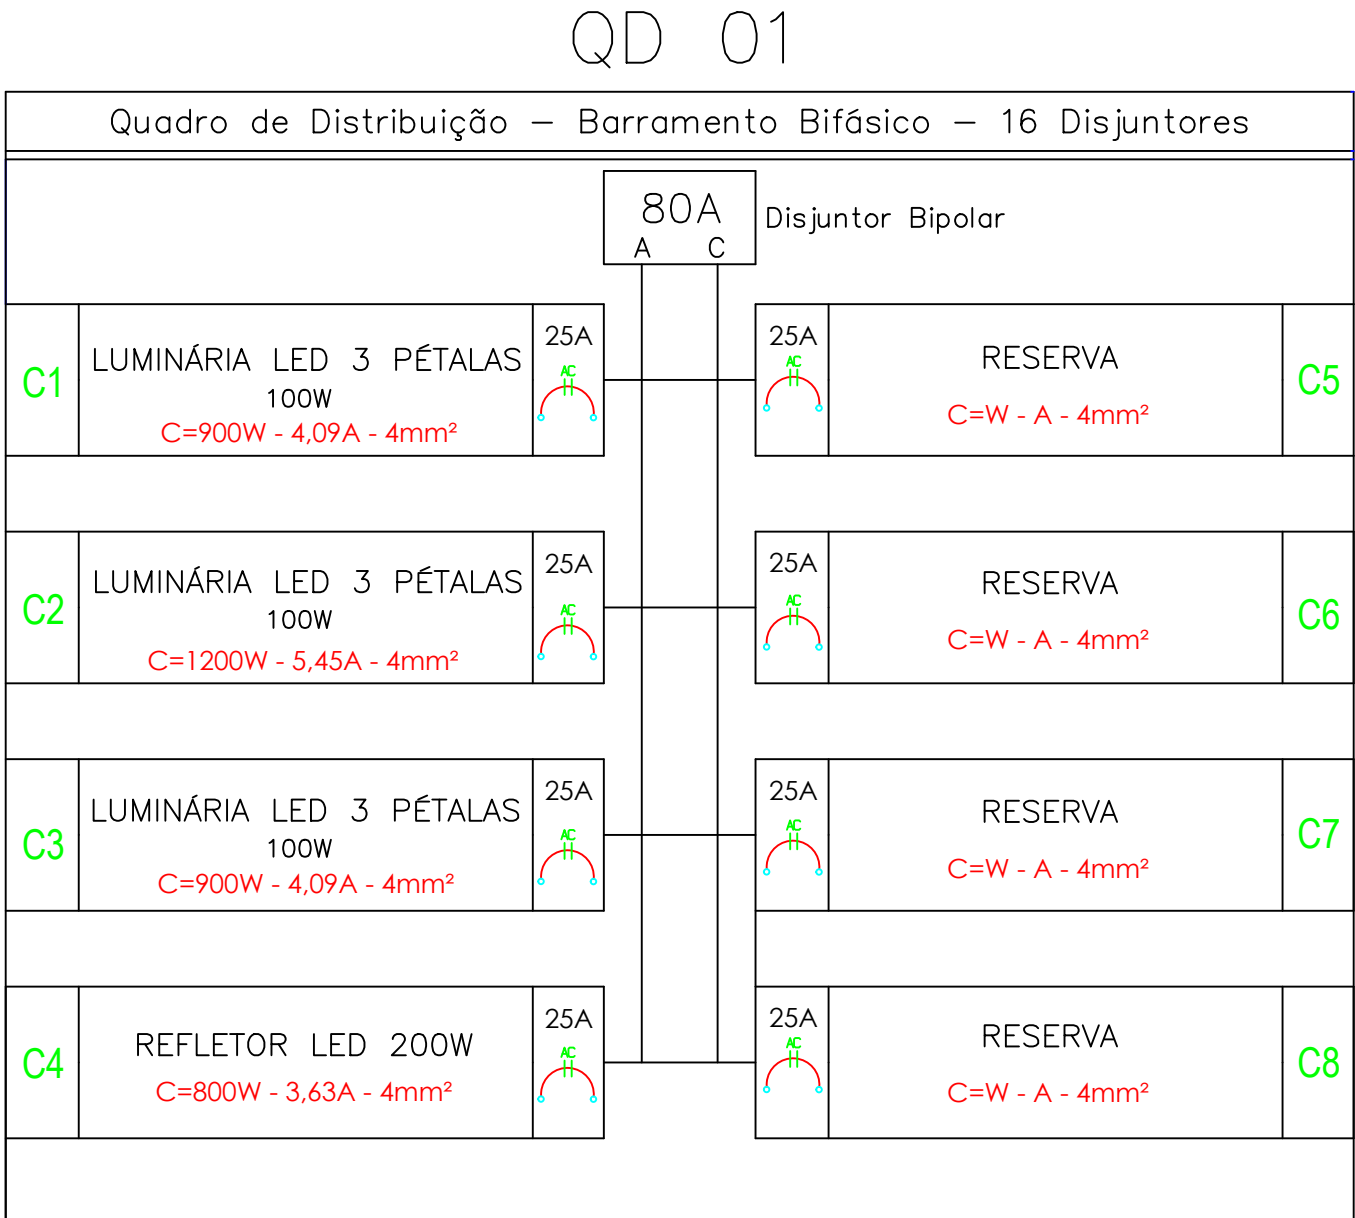 QD 01
Quadro de Distribuição - Barramento Bifásico - 16 Disjuntores
80A
A C
Disjuntor Bipolar
C1
LUMINÁRIA LED 3 PÉTALAS
100W
C=900W - 4,09A - 4mm²
25A
AC
25A
AC
RESERVA
C=W - A - 4mm²
C5
C2
LUMINÁRIA LED 3 PÉTALAS
100W
C=1200W - 5,45A - 4mm²
25A
AC
25A
AC
RESERVA
C=W - A - 4mm²
C6
C3
LUMINÁRIA LED 3 PÉTALAS
100W
C=900W - 4,09A - 4mm²
25A
AC
25A
AC
RESERVA
C=W - A - 4mm²
C7
C4
REFLETOR LED 200W
C=800W - 3,63A - 4mm²
25A
AC
25A
AC
RESERVA
C=W - A - 4mm²
C8